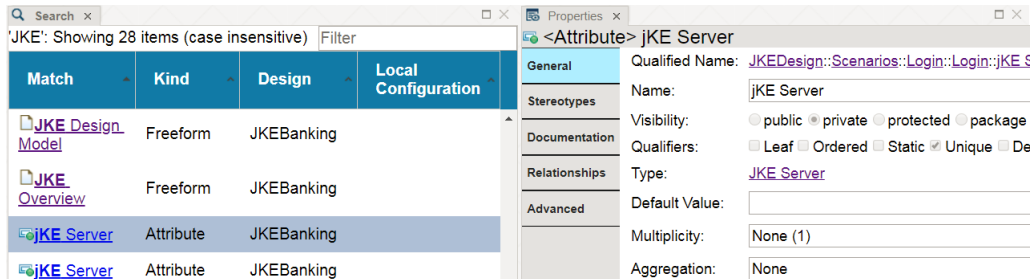 Search
'JKE': Showing 28 items (case insensitive) Filter
Match Kind Design Local Configuration
JKE Design Model Freeform JKEBanking
JKE Overview Freeform JKEBanking
jKE Server Attribute JKEBanking
jKE Server Attribute JKEBanking
Properties
<Attribute> jKE Server
General
Stereotypes
Documentation
Relationships
Advanced
Qualified Name: JKEDesign::Scenarios::Login::Login::jKE S
Name: jKE Server
Visibility: public private protected package
Qualifiers: Leaf Ordered Static Unique De
Type: JKE Server
Default Value:
Multiplicity: None (1)
Aggregation: None